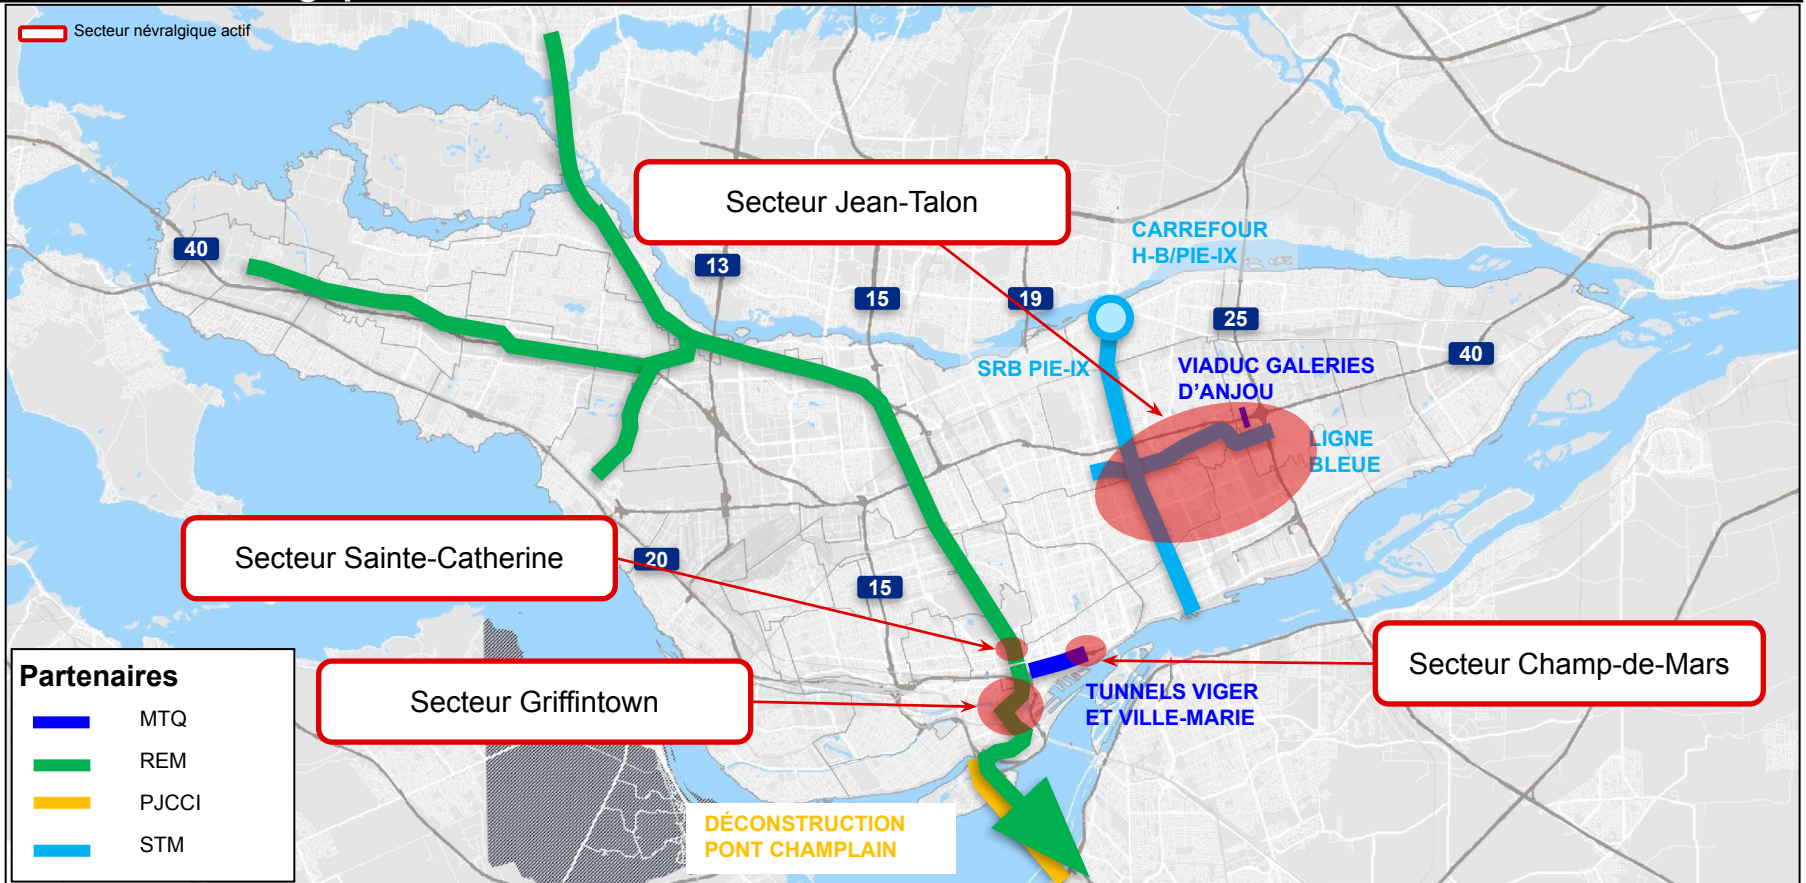 Secteur névralgique actif
Secteur Jean-Talon
CARREFOUR
H-B/PIE-IX
40
13
15
19
25
SRB PIE-IX
VIADUC GALERIES
D'ANJOU
40
LIGNE
BLEUE
Secteur Sainte-Catherine
20
15
Secteur Champ-de-Mars
Secteur Griffintown
TUNNELS VIGER
ET VILLE-MARIE
Partenaires
MTQ
REM
PJCCI
STM
DÉCONSTRUCTION
PONT CHAMPLAIN